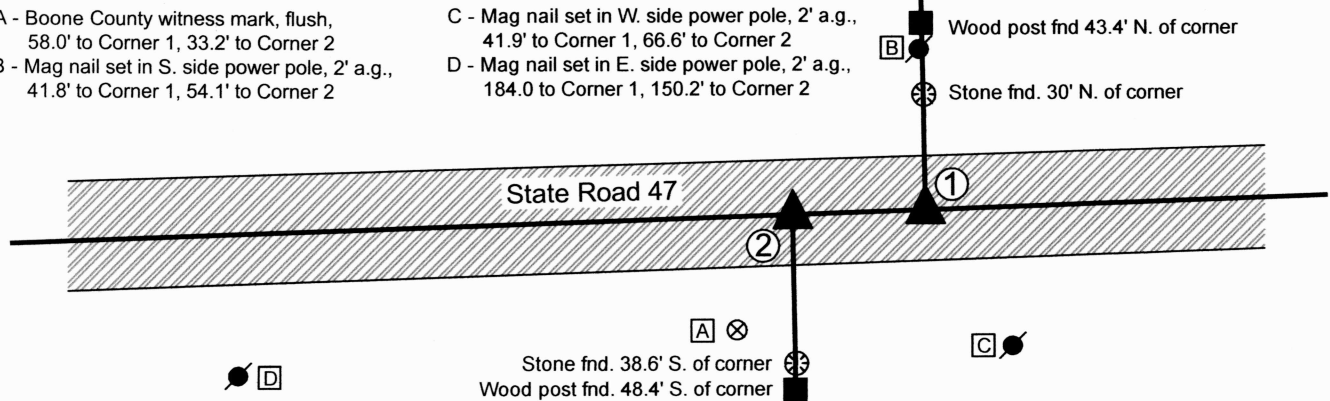 A - Boone County witness mark, flush,
58.0' to Corner 1, 33.2' to Corner 2
B - Mag nail set in S. side power pole, 2' a.g.,
41.8' to Corner 1, 54.1' to Corner 2
C - Mag nail set in W. side power pole, 2' a.g.,
41.9' to Corner 1, 66.6' to Corner 2
D - Mag nail set in E. side power pole, 2' a.g.,
184.0 to Corner 1, 150.2' to Corner 2
Wood post fnd 43.4' N. of corner
B
Stone fnd. 30' N. of corner
State Road 47
1
2
A
C
Stone fnd. 38.6' S. of corner
D
Wood post fnd. 48.4' S. of corner